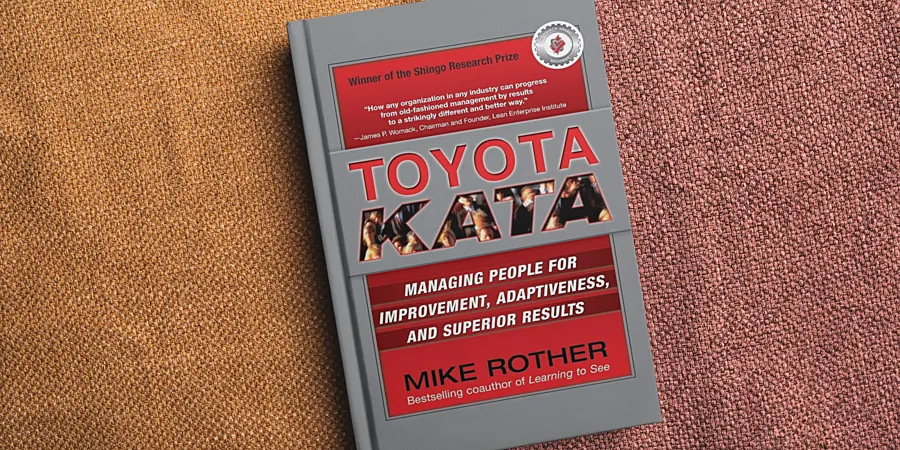 Winner of the Shingo Research Prize
"How any organization in any industry can progress
from old-fashioned management by results
to a strikingly different and better way."
—James P. Womack, Chairman and Founder, Lean Enterprise Institute
TOYOTA
KATA
MANAGING PEOPLE FOR
IMPROVEMENT, ADAPTIVENESS,
AND SUPERIOR RESULTS
MIKE ROTHER
Bestselling coauthor of Learning to See